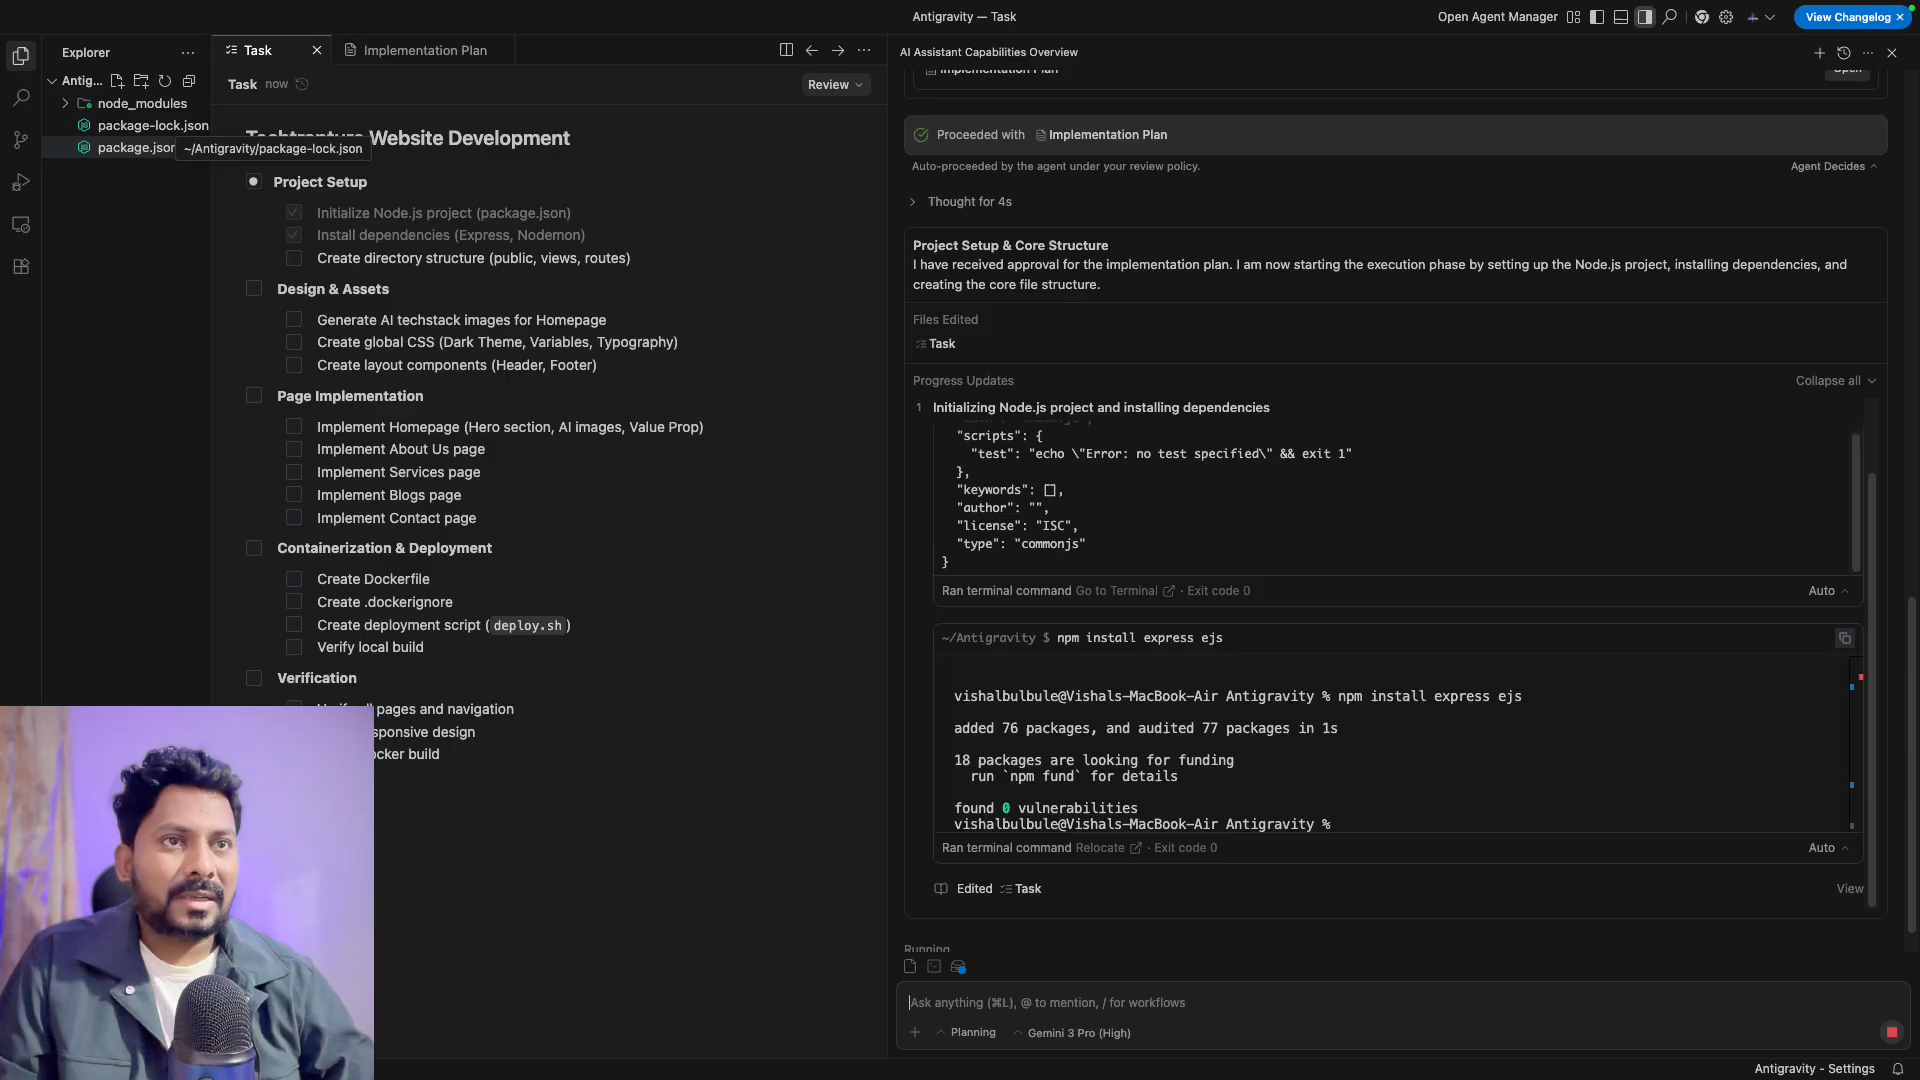 Antigravity — Task
Open Agent Manager
View Changelog
Explorer
Task
Implementation Plan
AI Assistant Capabilities Overview
Antig...
node_modules
package-lock.json
package.json
~/Antigravity/package-lock.json
Task now
Review
Website Development
Project Setup
Initialize Node.js project (package.json)
Install dependencies (Express, Nodemon)
Create directory structure (public, views, routes)
Design & Assets
Generate AI techstack images for Homepage
Create global CSS (Dark Theme, Variables, Typography)
Create layout components (Header, Footer)
Page Implementation
Implement Homepage (Hero section, AI images, Value Prop)
Implement About Us page
Implement Services page
Implement Blogs page
Implement Contact page
Containerization & Deployment
Create Dockerfile
Create .dockerignore
Create deployment script (deploy.sh)
Verify local build
Verification
pages and navigation
design
build
Implementation Plan
Open
Proceeded with Implementation Plan
Auto-proceeded by the agent under your review policy.
Agent Decides
Thought for 4s
Project Setup & Core Structure
I have received approval for the implementation plan. I am now starting the execution phase by setting up the Node.js project, installing dependencies, and
creating the core file structure.
Files Edited
Task
Progress Updates
Collapse all
1 Initializing Node.js project and installing dependencies
"scripts": {
"test": "echo \"Error: no test specified\" && exit 1"
},
"keywords": [],
"author": "",
"license": "ISC",
"type": "commonjs"
}
Ran terminal command Go to Terminal · Exit code 0
Auto
~/Antigravity $ npm install express ejs
vishalbulbule@Vishals-MacBook-Air Antigravity % npm install express ejs
added 76 packages, and audited 77 packages in 1s
18 packages are looking for funding
run `npm fund` for details
found 0 vulnerabilities
vishalbulbule@Vishals-MacBook-Air Antigravity %
Ran terminal command Relocate · Exit code 0
Auto
Edited Task
View
Running
Ask anything (⌘L), @ to mention, / for workflows
Planning
Gemini 3 Pro (High)
Antigravity - Settings